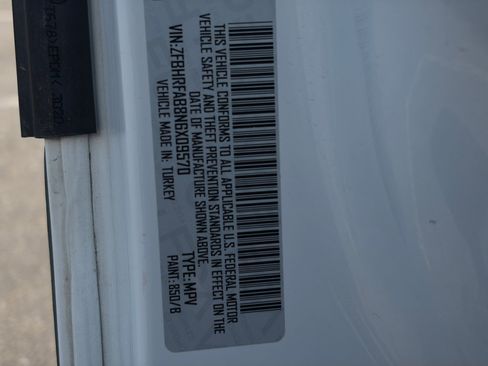 THIS VEHICLE CONFORMS TO ALL APPLICABLE U.S. FEDERAL MOTOR
VEHICLE SAFETY AND THEFT PREVENTION STANDARDS IN EFFECT ON THE
DATE OF MANUFACTURE SHOWN ABOVE.
VIN: ZFBHRFAB8N6X09570
TYPE: MPV
VEHICLE MADE IN: TURKEY
PAINT: 850/B